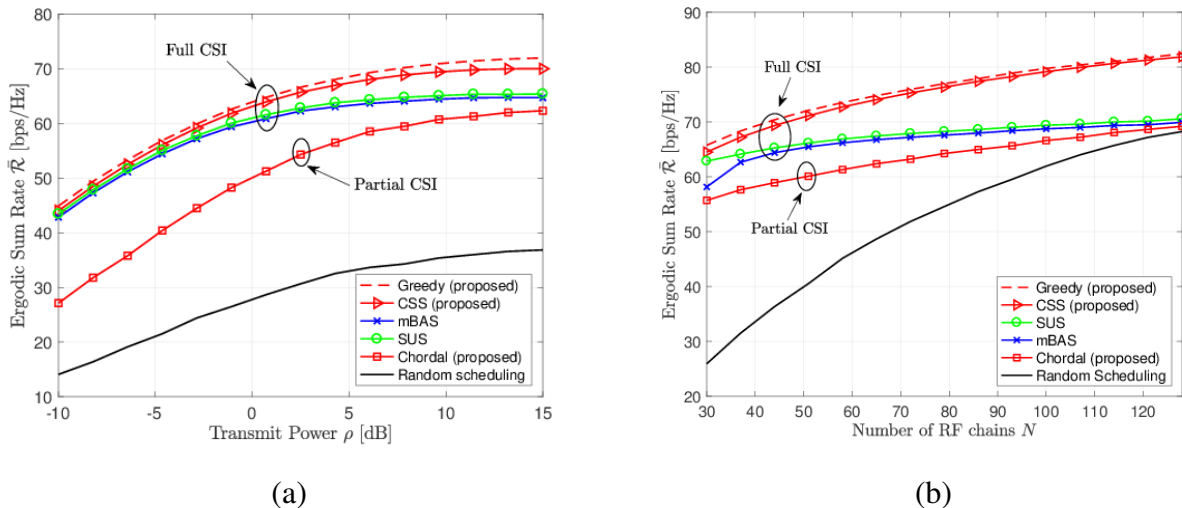 80
70
60
50
40
30
20
10
Ergodic Sum Rate R̄ [bps/Hz]
Full CSI
Partial CSI
Greedy (proposed)
CSS (proposed)
mBAS
SUS
Chordal (proposed)
Random scheduling
-10
-5
0
5
10
15
Transmit Power ρ [dB]
(a)
90
80
70
60
50
40
30
20
Ergodic Sum Rate R̄ [bps/Hz]
Full CSI
Partial CSI
Greedy (proposed)
CSS (proposed)
SUS
mBAS
Chordal (proposed)
Random Scheduling
30
40
50
60
70
80
90
100
110
120
Number of RF chains N
(b)